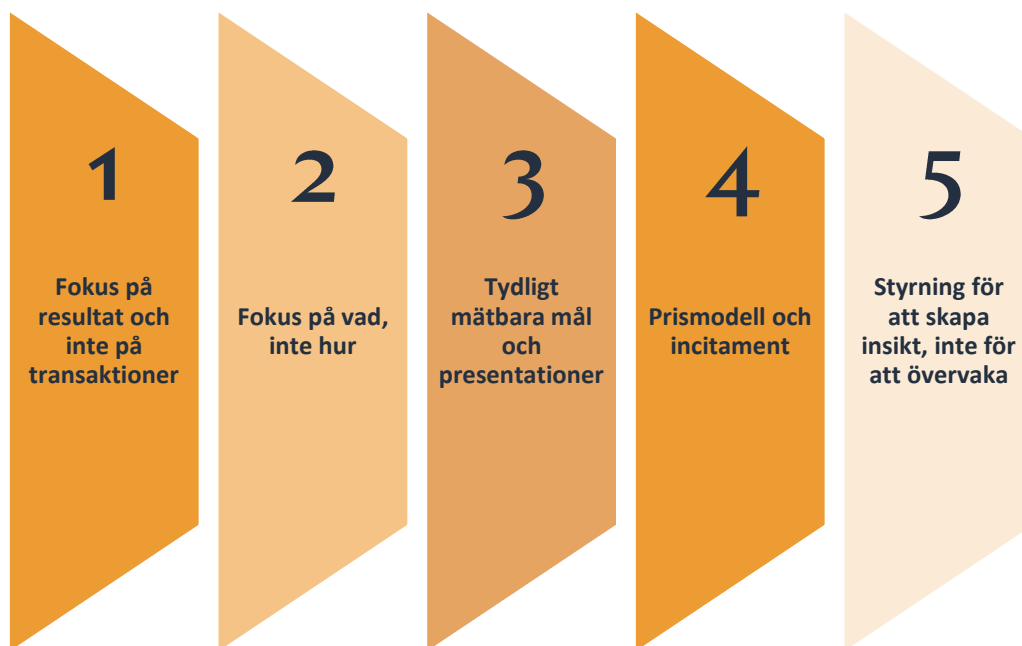 1
Fokus på
resultat och
inte på
transaktioner
2
Fokus på vad,
inte hur
3
Tydligt
mätbara mål
och
presentationer
4
Prismodell och
incitament
5
Styrning för
att skapa
insikt, inte för
att övervaka